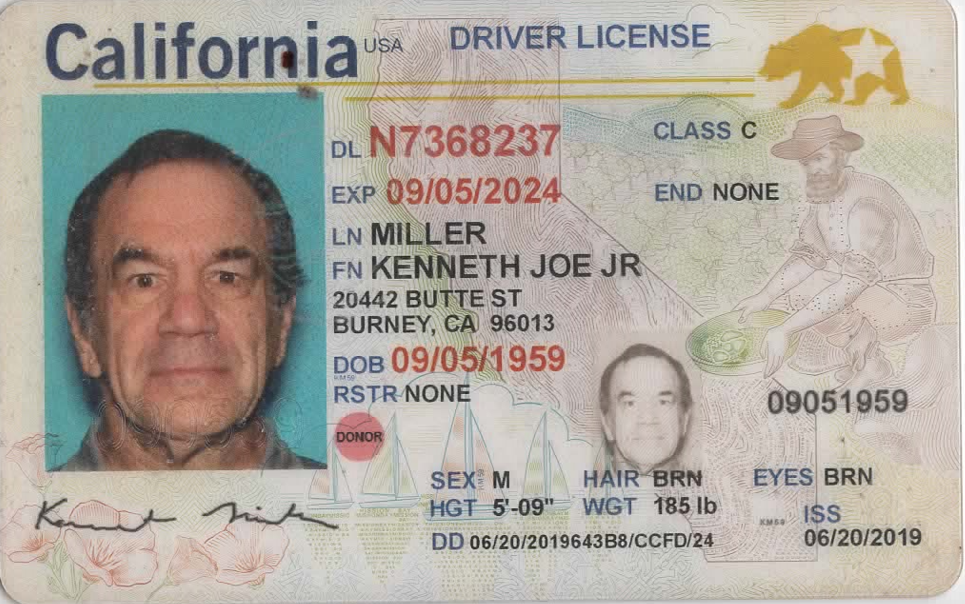 California USA DRIVER LICENSE
DL N7368237 CLASS C
EXP 09/05/2024 END NONE
LN MILLER
FN KENNETH JOE JR
20442 BUTTE ST
BURNEY, CA 96013
DOB 09/05/1959
RSTR NONE 09051959
DONOR
SEX M HAIR BRN EYES BRN
HGT 5'-09" WGT 185 lb ISS
DD 06/20/2019643B8/CCFD/24 06/20/2019